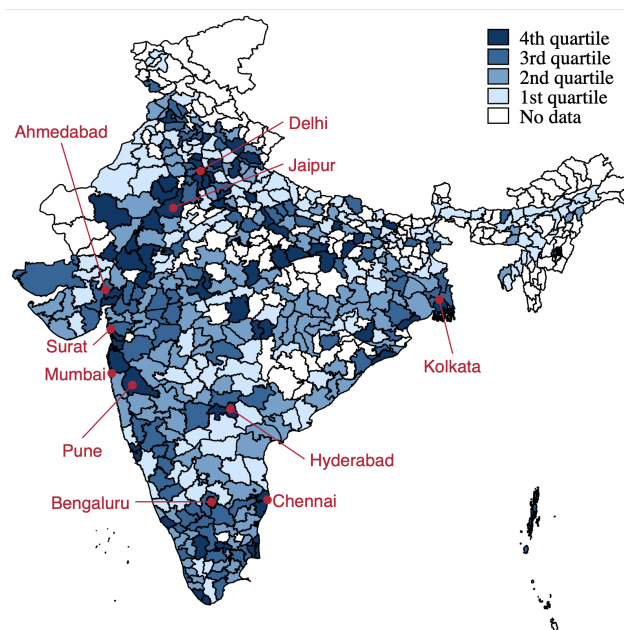 4th quartile
3rd quartile
2nd quartile
1st quartile
No data
Delhi
Ahmedabad
Jaipur
Surat
Mumbai
Kolkata
Pune
Hyderabad
Bengaluru
Chennai